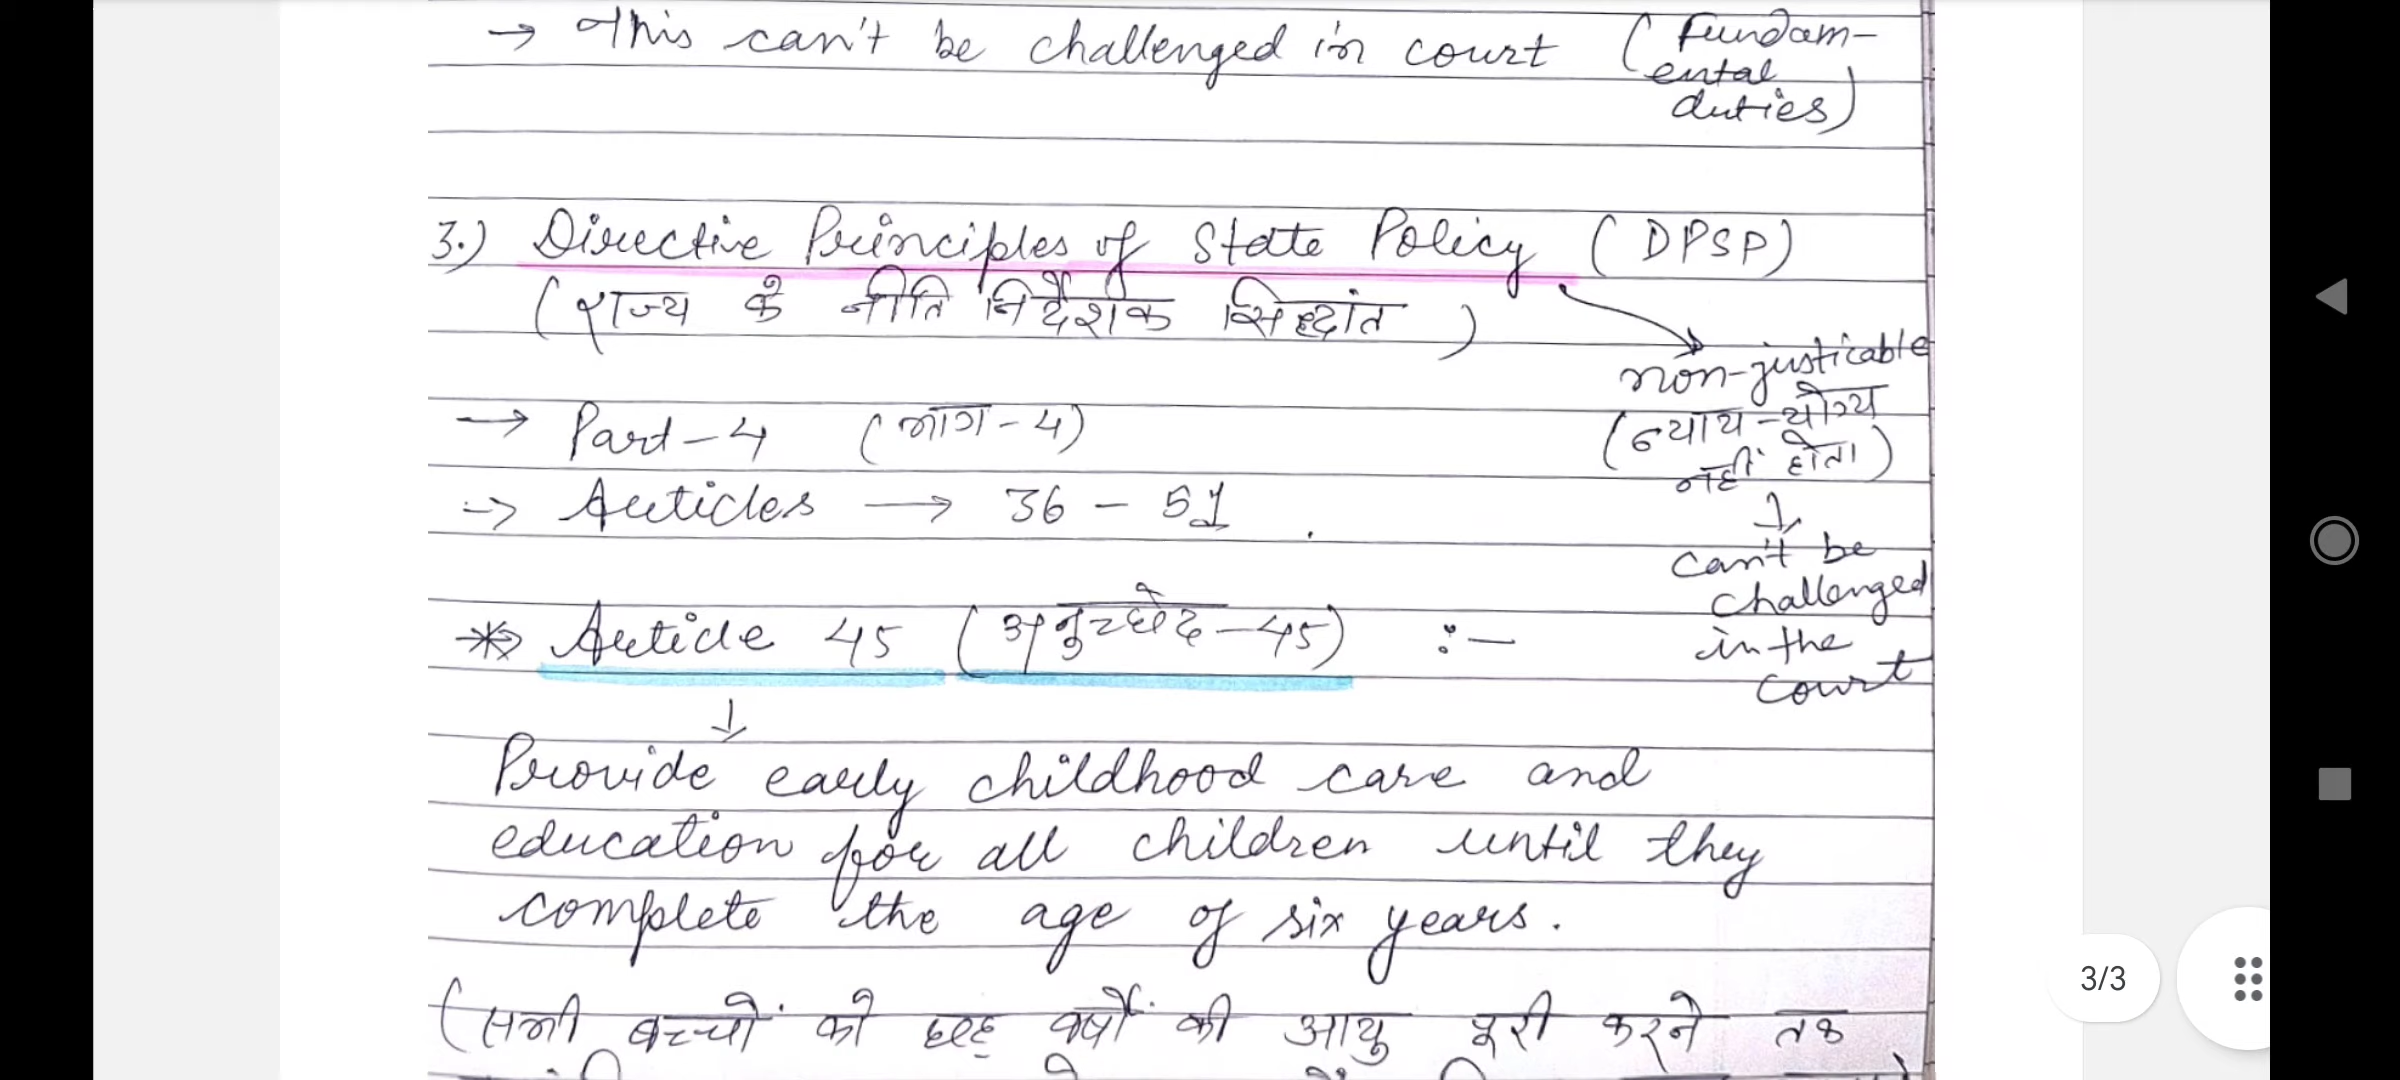 → This can't be challenged in court (Fundam-
ental
duties)
3.) Directive Principles of State Policy (DPSP)
(राज्य के नीति निर्देशक सिद्धांत)
non-justicable
(न्याय-योग्य
नहीं होता)
→ Part-4 (भाग-4)
→ Articles → 36 - 51
can't be
challenged
in the
court
* Article 45 (अनुच्छेद-45) :-
Provide early childhood care and
education for all children until they
complete the age of six years.
(सभी बच्चों को छह वर्षों की आयु पूरी करने तक
3/3